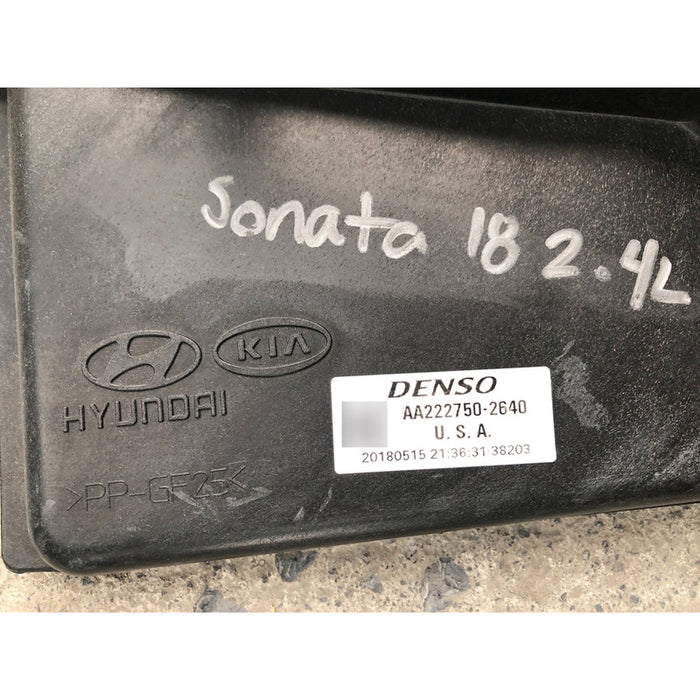 Sonata 18 2.4L
KIA
HYUNDAI
DENSO
AA222750-2640
U.S.A.
20180515 21:36:31 38203
>PP-GF25<